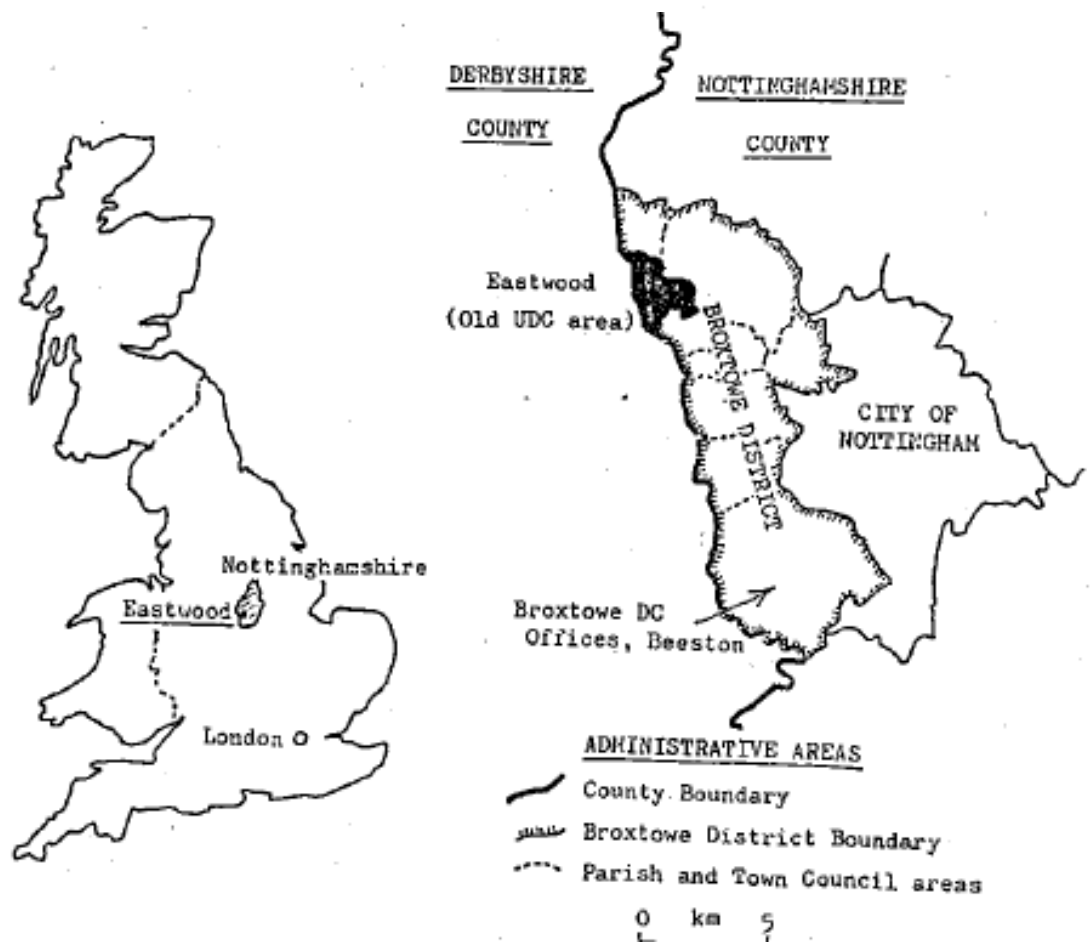 DERBYSHIRE
COUNTY
NOTTINGHAMSHIRE
COUNTY
Eastwood
(Old UDC area)
BROXTOWE DISTRICT
CITY OF
NOTTINGHAM
Nottinghamshire
Eastwood
London
Broxtowe DC
Offices, Beeston
ADMINISTRATIVE AREAS
County Boundary
Broxtowe District Boundary
Parish and Town Council areas
0 km 5